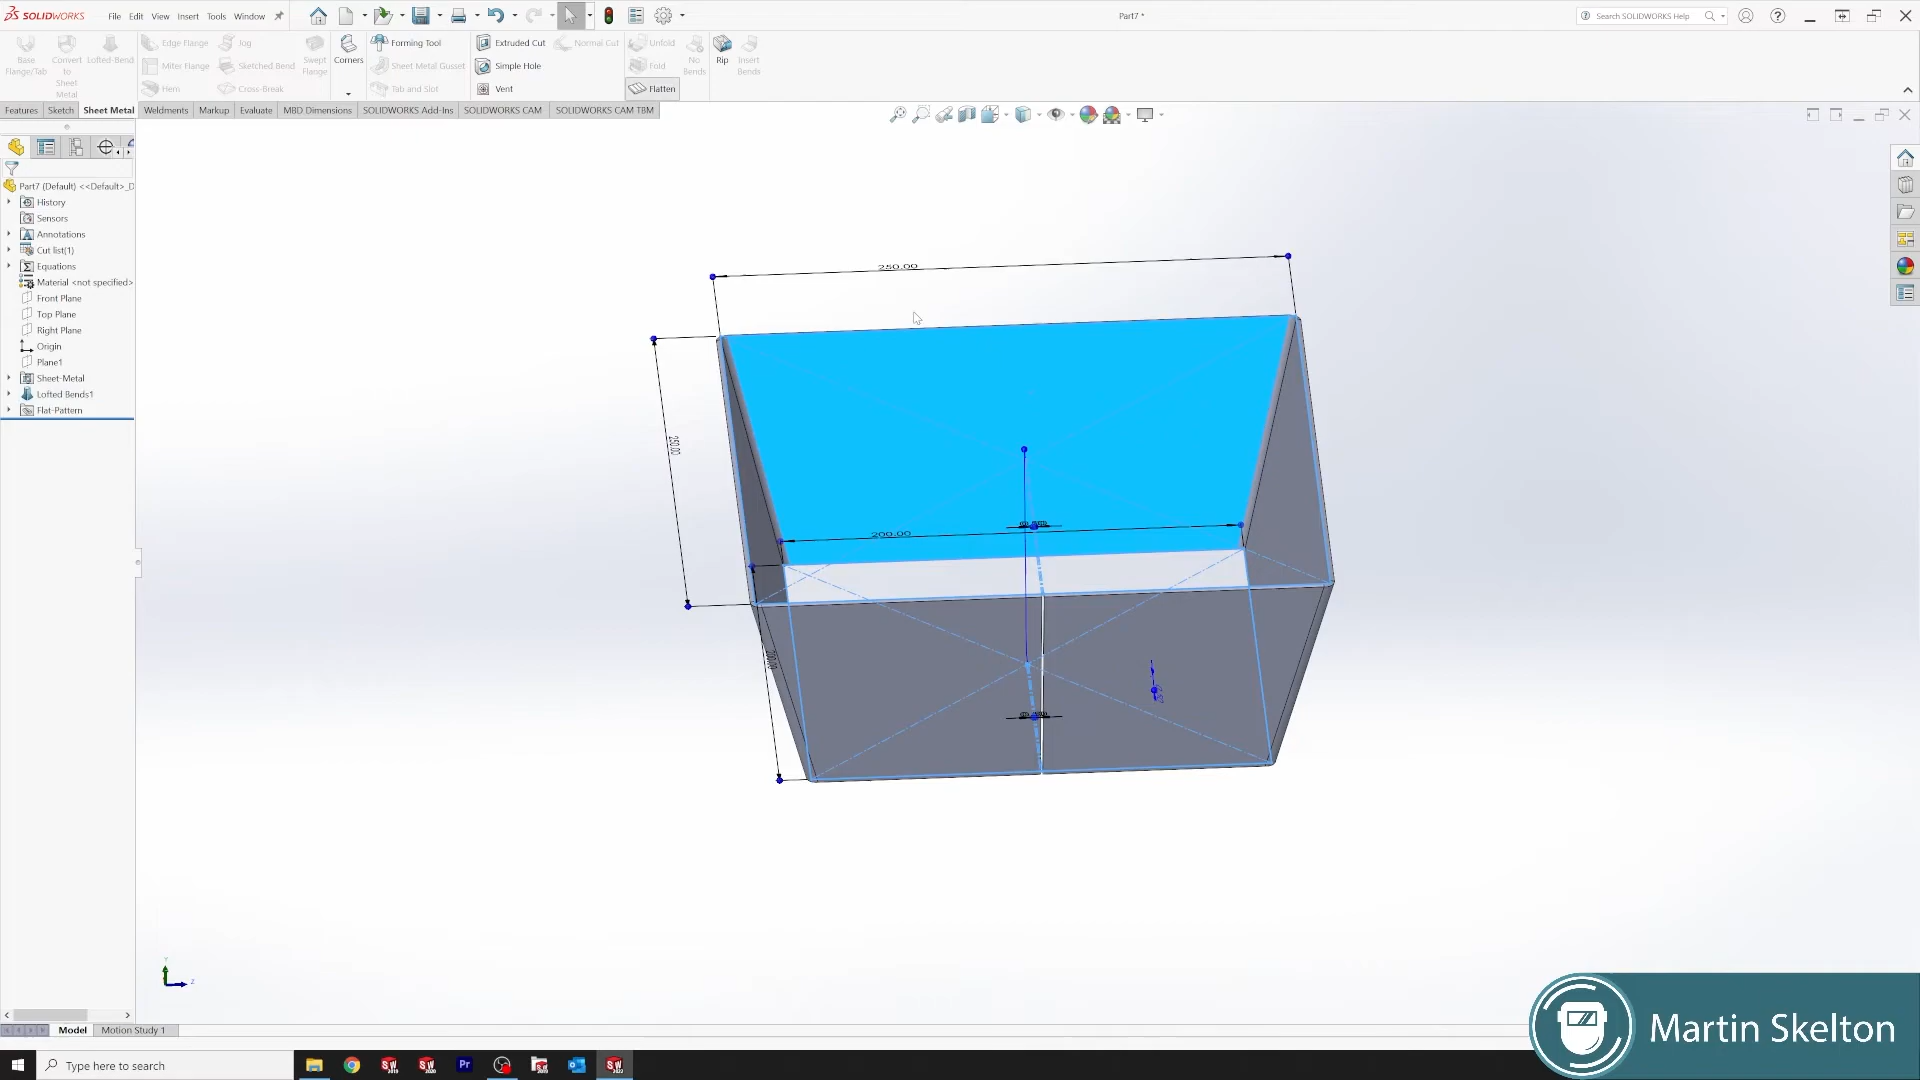 SOLIDWORKS File Edit View Insert Tools Window
Part7 *
Search SOLIDWORKS Help
Base Flange/Tab
Convert to Sheet Metal
Lofted-Bend
Edge Flange
Miter Flange
Hem
Jog
Sketched Bend
Cross-Break
Swept Flange
Corners
Forming Tool
Sheet Metal Gusset
Tab and Slot
Extruded Cut
Simple Hole
Vent
Normal Cut
Unfold
Fold
Flatten
No Bends
Rip
Insert Bends
Features Sketch Sheet Metal Weldments Markup Evaluate MBD Dimensions SOLIDWORKS Add-Ins SOLIDWORKS CAM SOLIDWORKS CAM TBM
Part7 (Default) <<Default>_D
History
Sensors
Annotations
Cut list(1)
Equations
Material <not specified>
Front Plane
Top Plane
Right Plane
Origin
Plane1
Sheet-Metal
Lofted Bends1
Flat-Pattern
250.00
250.00
200.00
200.00
Y
Z
Model Motion Study 1
Martin Skelton
Type here to search